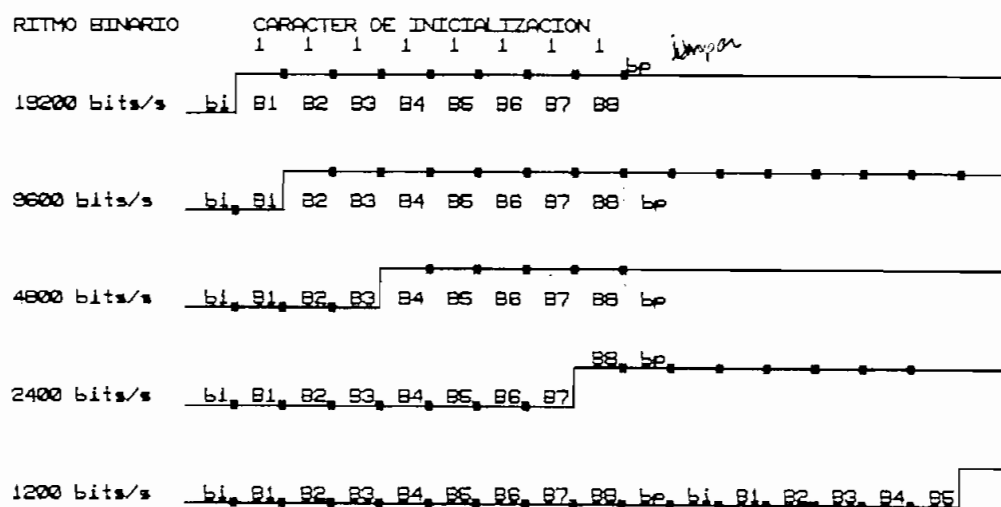 RITMO BINARIO CARACTER DE INICIALIZACION
1 1 1 1 1 1 1 1 bp impar
19200 bits/s bi B1 B2 B3 B4 B5 B6 B7 B8
9600 bits/s bi B1 B2 B3 B4 B5 B6 B7 B8 bp
4800 bits/s bi B1 B2 B3 B4 B5 B6 B7 B8 bp
B8 bp
2400 bits/s bi B1 B2 B3 B4 B5 B6 B7
1200 bits/s bi B1 B2 B3 B4 B5 B6 B7 B8 bp bi B1 B2 B3 B4 B5